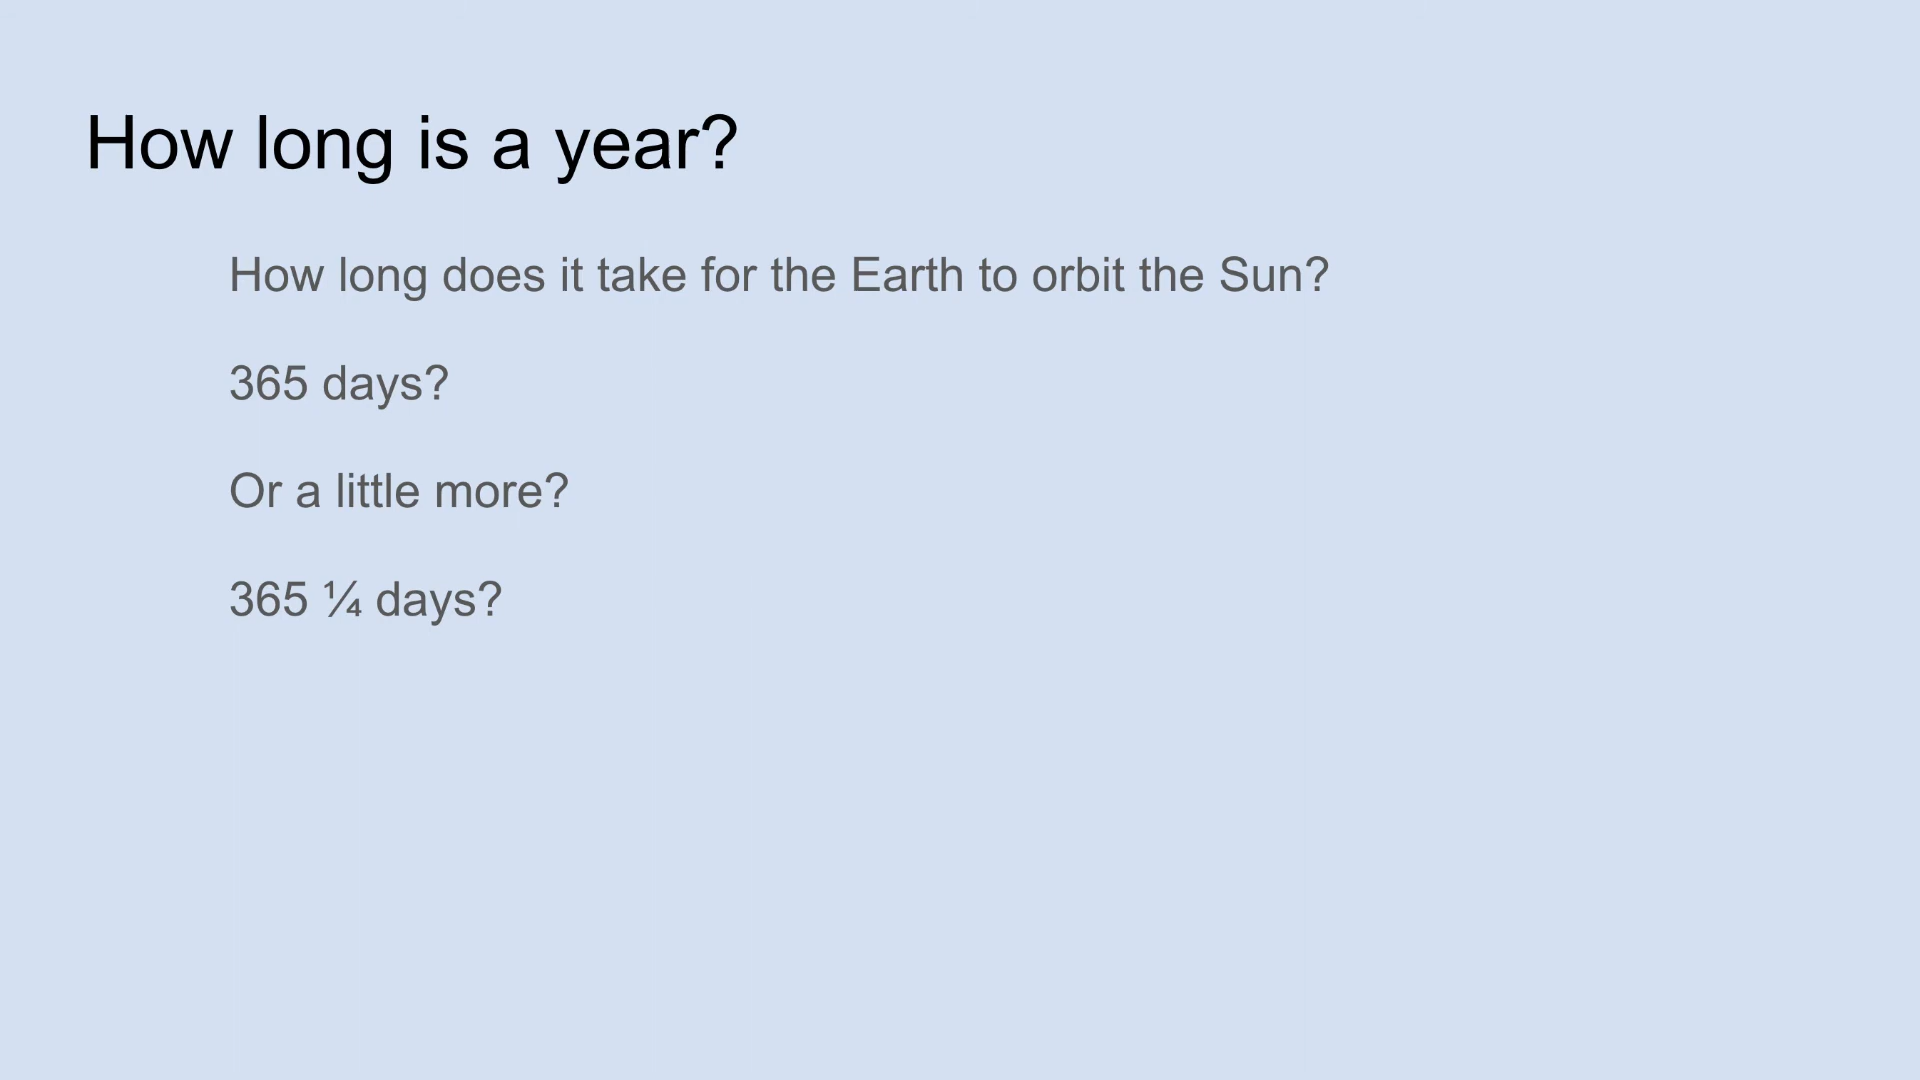 How long is a year?
How long does it take for the Earth to orbit the Sun?
365 days?
Or a little more?
365 ¼ days?